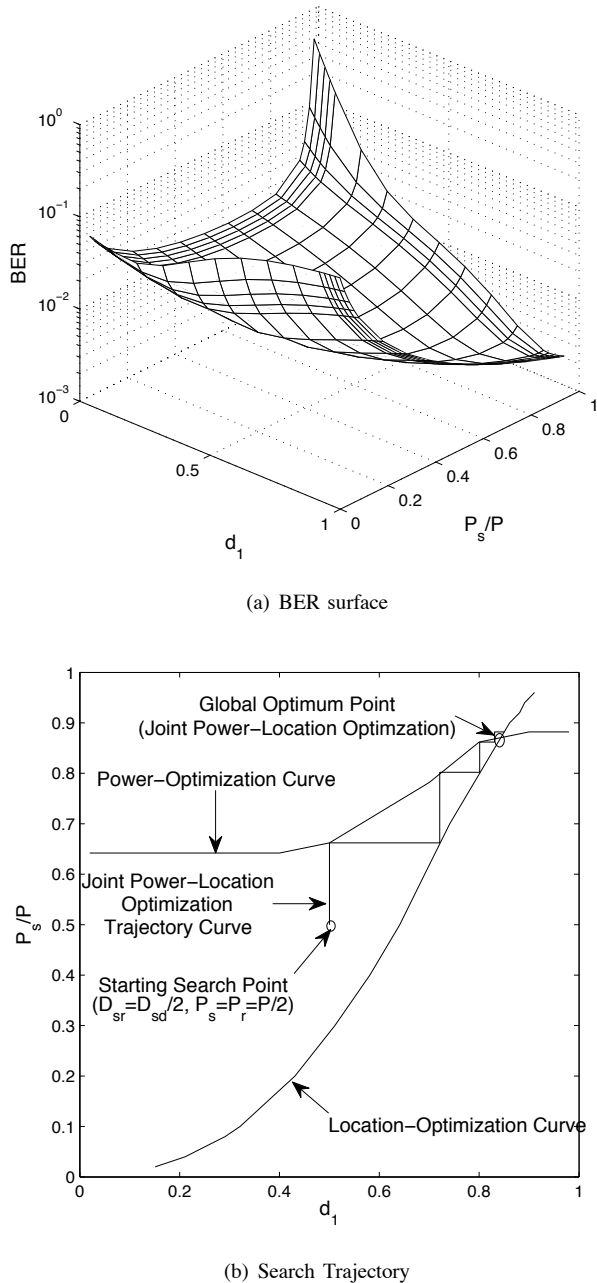 10^0
10^-1
10^-2
10^-3
BER
0
0.5
1
d_1
0
0.2
0.4
0.6
0.8
1
P_s/P
(a) BER surface
1
0.9
0.8
0.7
0.6
0.5
0.4
0.3
0.2
0.1
0
P_s/P
Global Optimum Point
(Joint Power-Location Optimzation)
Power-Optimization Curve
Joint Power-Location
Optimization
Trajectory Curve
Starting Search Point
(D_sr=D_sd/2, P_s=P_r=P/2)
Location-Optimization Curve
0
0.2
0.4
0.6
0.8
1
d_1
(b) Search Trajectory